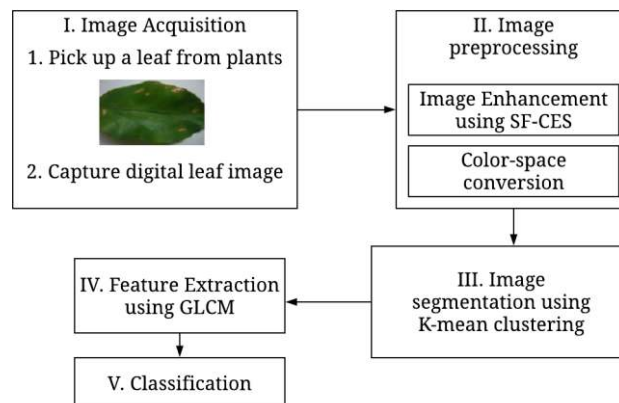 I. Image Acquisition
1. Pick up a leaf from plants
2. Capture digital leaf image
II. Image
preprocessing
Image Enhancement
using SF-CES
Color-space
conversion
III. Image
segmentation using
K-mean clustering
IV. Feature Extraction
using GLCM
V. Classification